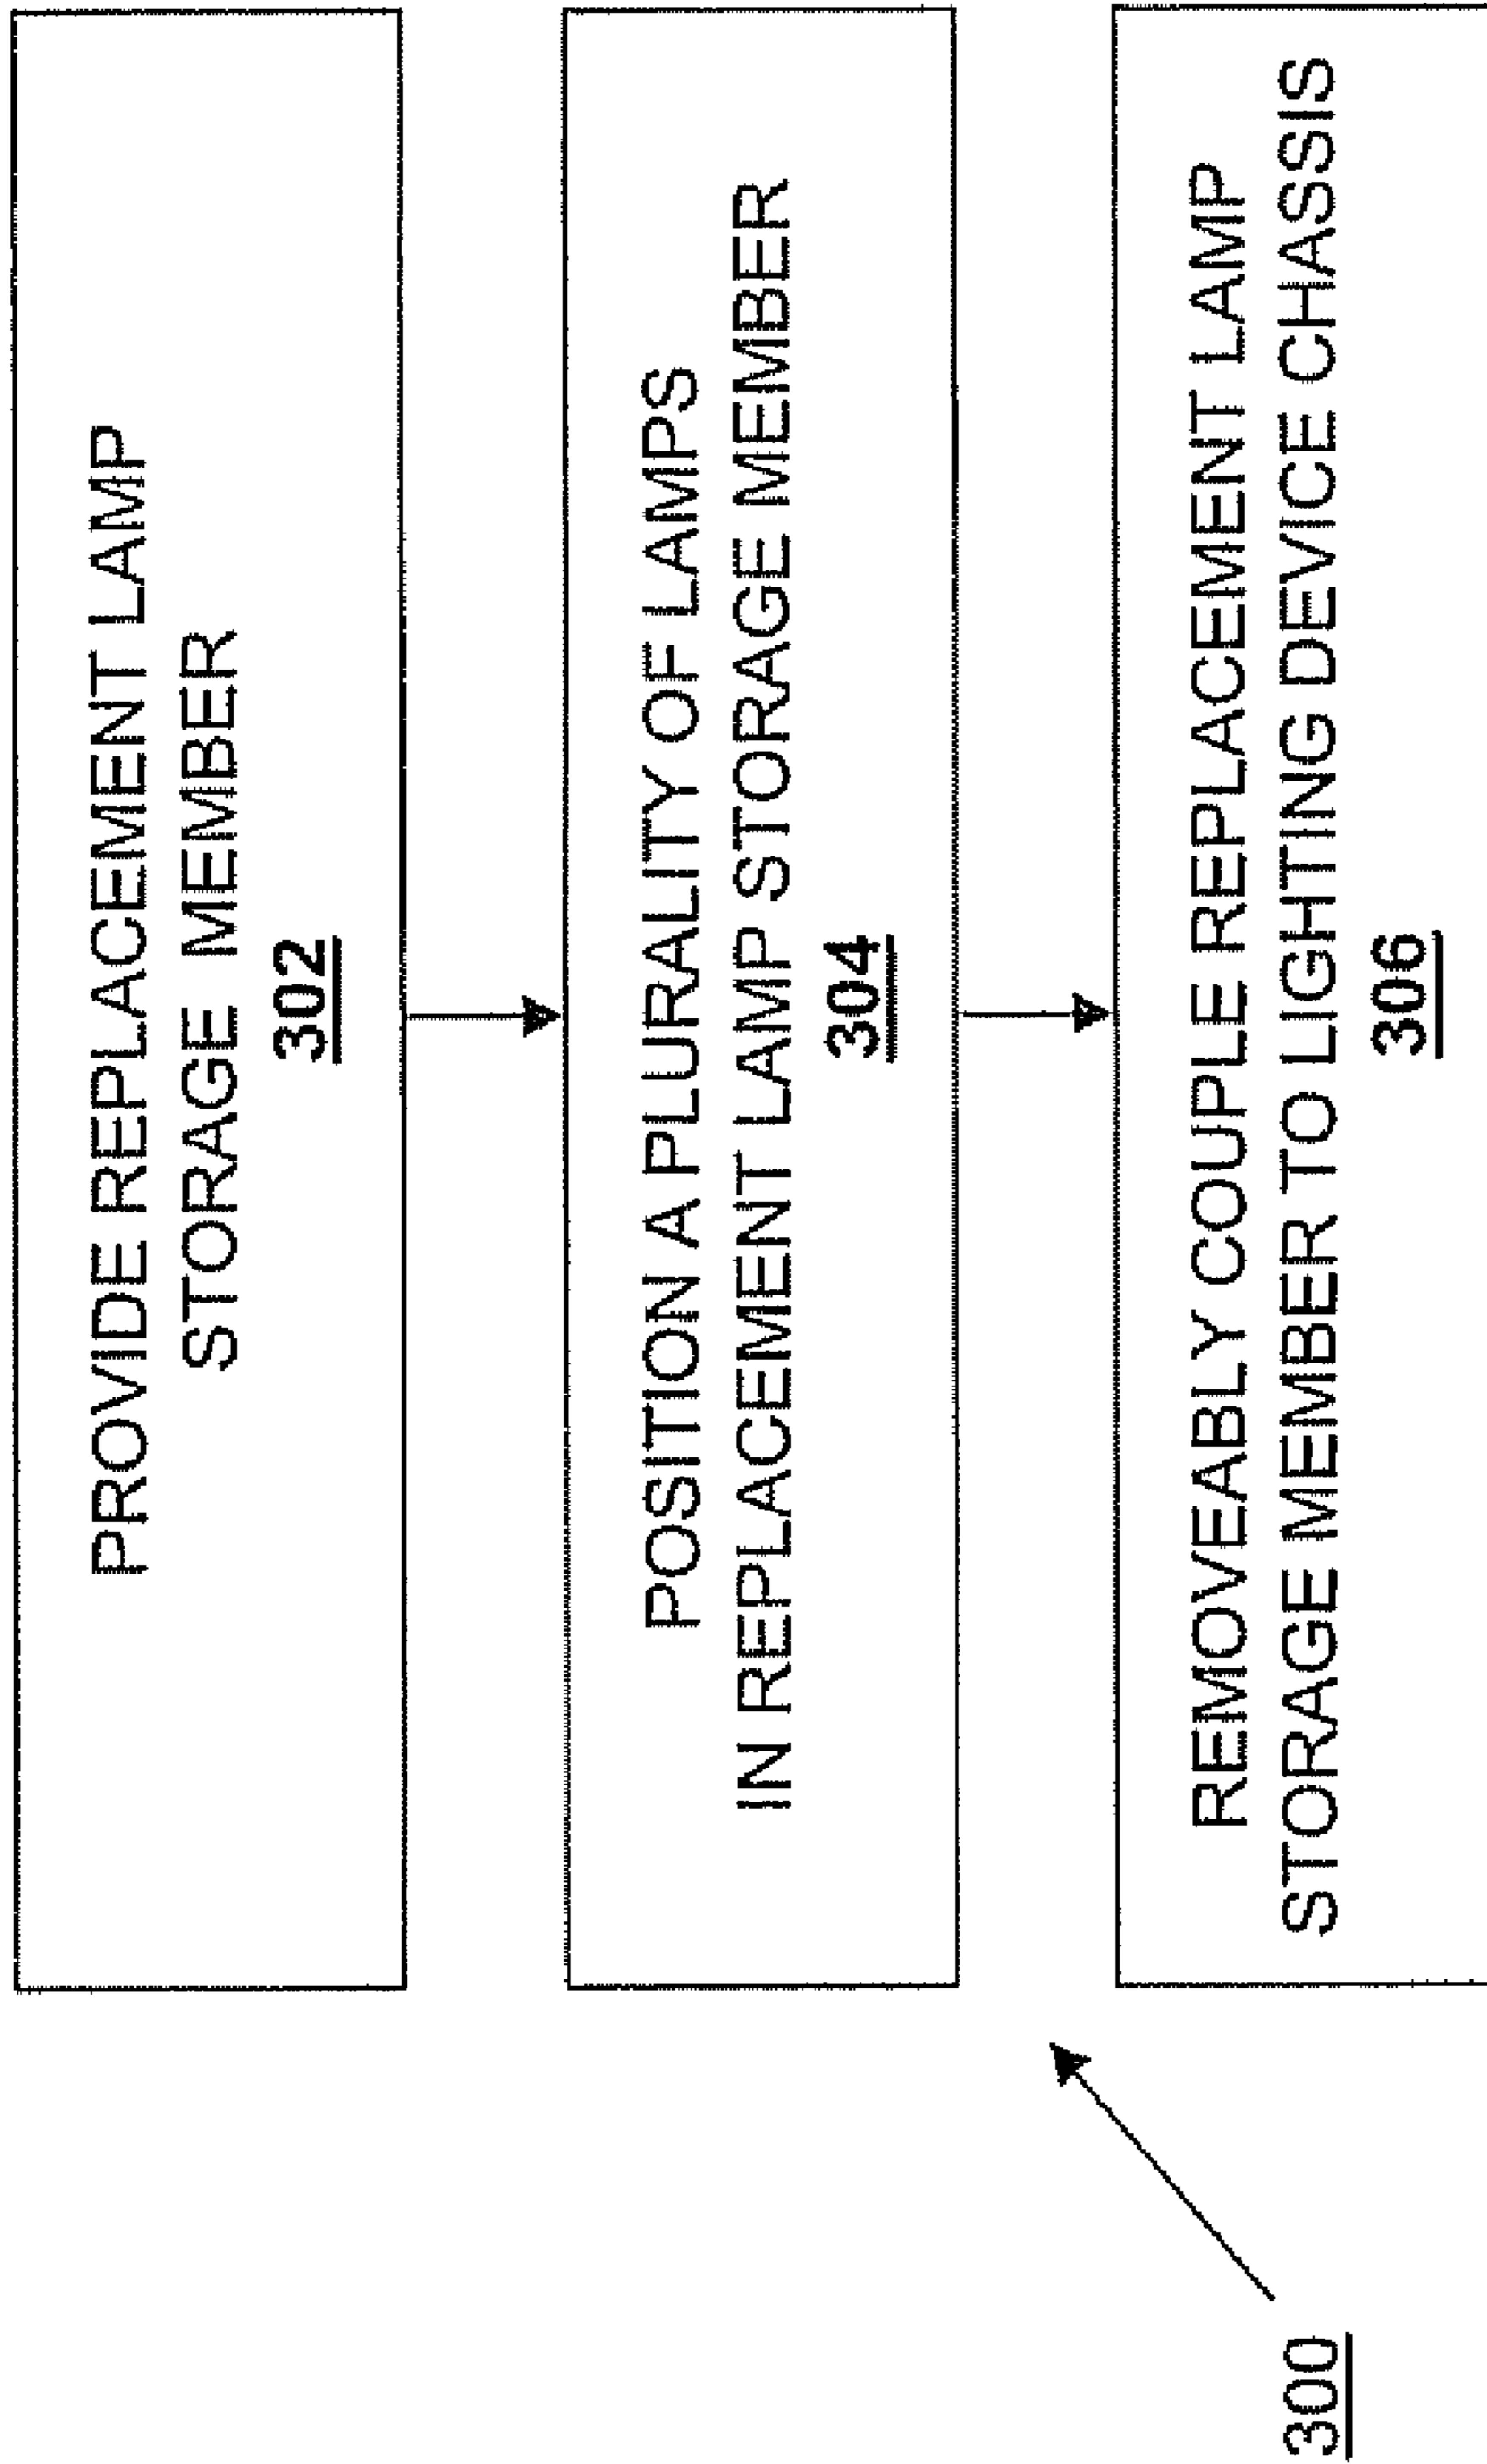 PROVIDE REPLACEMENT LAMP
STORAGE MEMBER
302
POSITION A PLURALITY OF LAMPS
IN REPLACEMENT LAMP STORAGE MEMBER
304
REMOVEABLY COUPLE REPLACEMENT LAMP
STORAGE MEMBER TO LIGHTING DEVICE CHASSIS
306
300